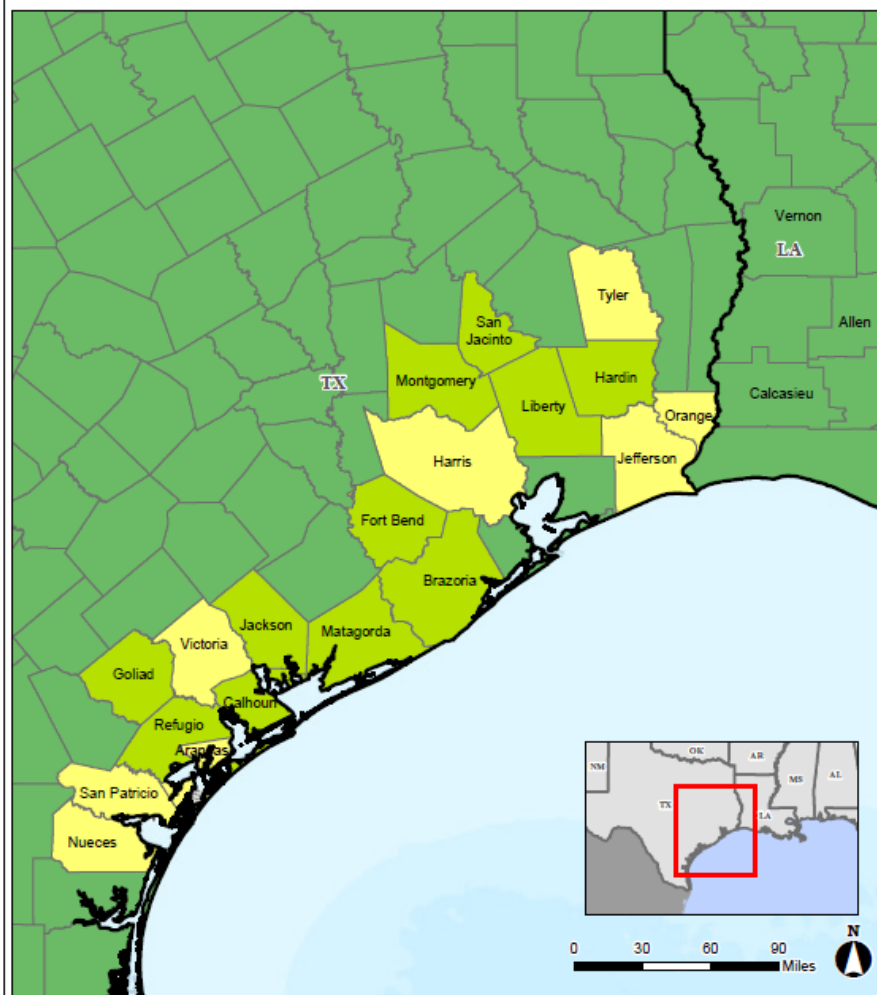 Vernon
LA
Tyler
Allen
San
Jacinto
TX
Montgomery
Hardin
Liberty
Calcasieu
Orange
Harris
Jefferson
Fort Bend
Brazoria
Jackson
Matagorda
Victoria
Goliad
Calhoun
Refugio
Aransas
San Patricio
Nueces
OK
AR
NM
MS
AL
TX
LA
N
0 30 60 90
Miles